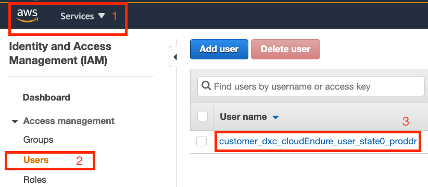 aws
Services
1
Identity and Access
Management (IAM)
Dashboard
Access management
Groups
Users
2
Roles
Add user
Delete user
Find users by username or access key
User name
3
customer_dxc_cloudEndure_user_state0_proddr